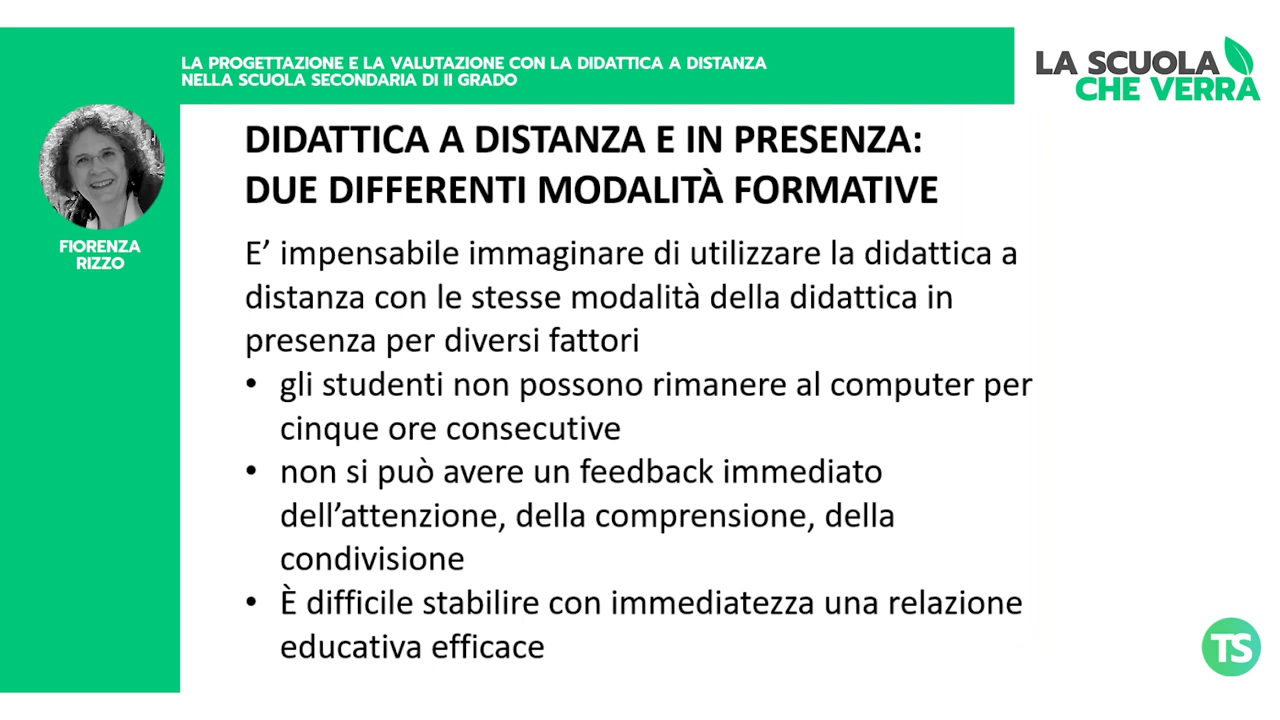 LA PROGETTAZIONE E LA VALUTAZIONE CON LA DIDATTICA A DISTANZA
NELLA SCUOLA SECONDARIA DI II GRADO
LA SCUOLA
CHE VERRÀ
FIORENZA
RIZZO
DIDATTICA A DISTANZA E IN PRESENZA:
DUE DIFFERENTI MODALITÀ FORMATIVE
E’ impensabile immaginare di utilizzare la didattica a
distanza con le stesse modalità della didattica in
presenza per diversi fattori
• gli studenti non possono rimanere al computer per
cinque ore consecutive
• non si può avere un feedback immediato
dell’attenzione, della comprensione, della
condivisione
• È difficile stabilire con immediatezza una relazione
educativa efficace
TS